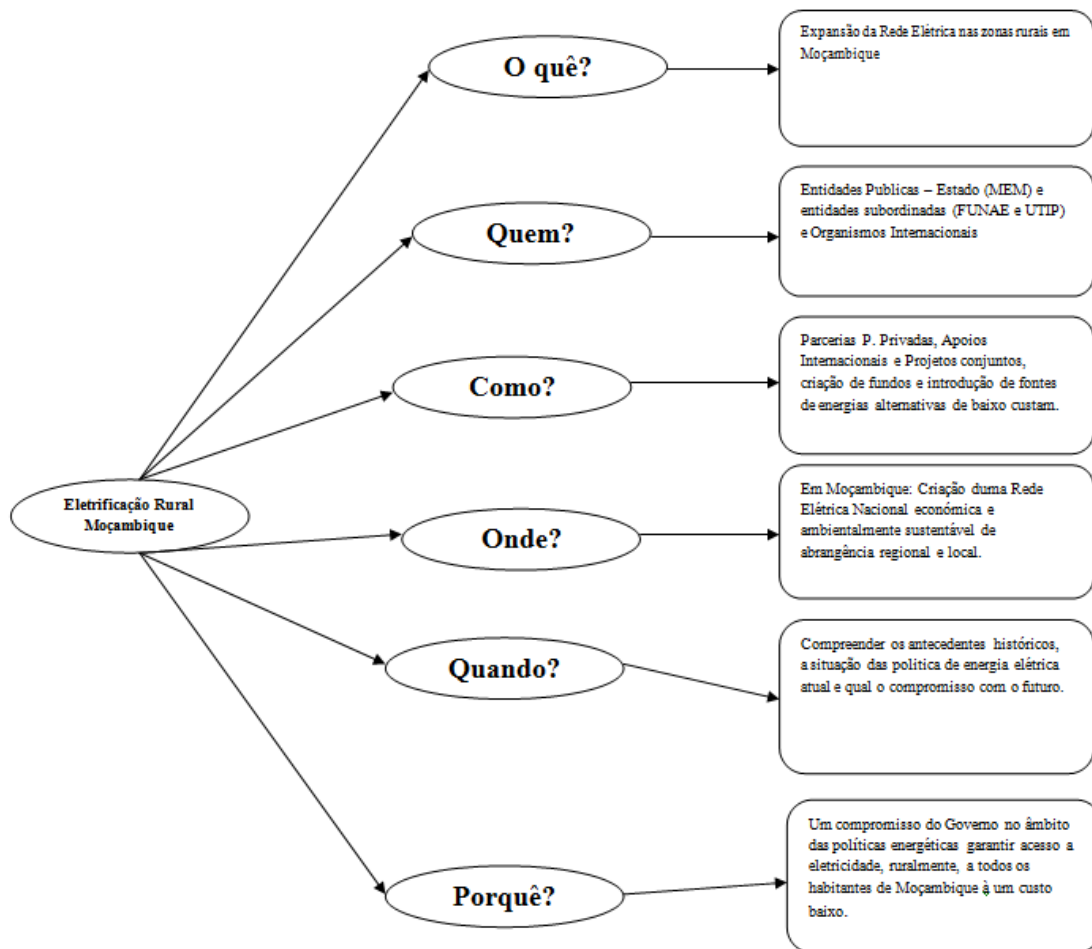 O quê?
Expansão da Rede Elétrica nas zonas rurais em
Moçambique
Quem?
Entidades Publicas – Estado (MEM) e
entidades subordinadas (FUNAE e UTIP)
e Organismos Internacionais
Como?
Parcerias P. Privadas, Apoios
Internacionais e Projetos conjuntos,
criação de fundos e introdução de fontes
de energias alternativas de baixo custam.
Eletrificação Rural
Moçambique
Onde?
Em Moçambique: Criação duma Rede
Elétrica Nacional económica e
ambientalmente sustentável de
abrangência regional e local.
Quando?
Compreender os antecedentes históricos,
a situação das politica de energia elétrica
atual e qual o compromisso com o futuro.
Porquê?
Um compromisso do Governo no âmbito
das políticas energéticas garantir acesso a
eletricidade, ruralmente, a todos os
habitantes de Moçambique à um custo
baixo.